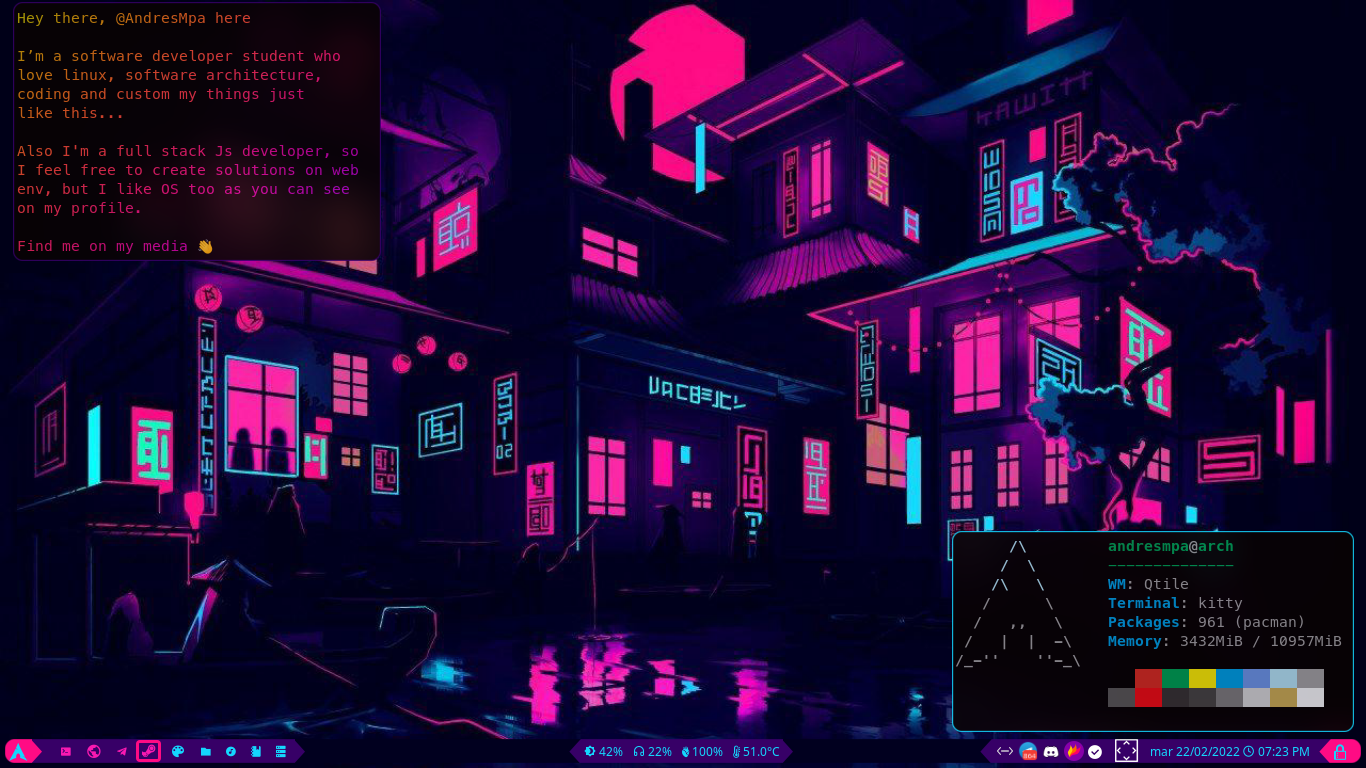 Hey there, @AndresMpa here
I’m a software developer student who
love linux, software architecture,
coding and custom my things just
like this...
Also I'm a full stack Js developer, so
I feel free to create solutions on web
env, but I like OS too as you can see
on my profile.
Find me on my media 👋
andresmpa@arch
WM: Qtile
Terminal: kitty
Packages: 961 (pacman)
Memory: 3432MiB / 10957MiB
42% 22% 100% 51.0°C
mar 22/02/2022 07:23 PM